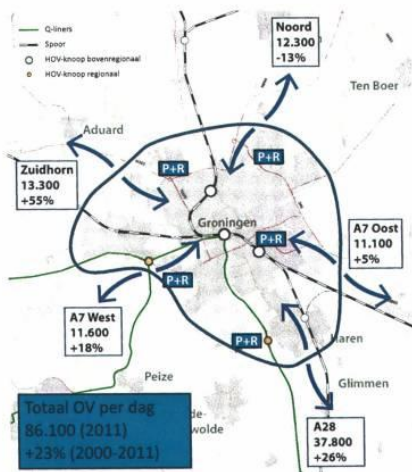 Q-liners
Spoor
HOV-knoop bovenregionaal
HOV-knoop regionaal
Noord
12.300
-13%
Ten Boer
Aduard
P+R
P+R
Zuidhorn
13.300
+55%
Groningen
P+R
A7 Oost
11.100
+5%
P+R
A7 West
11.600
+18%
P+R
Haren
Peize
Glimmen
Totaal OV per dag
86.100 (2011)
+23% (2000-2011)
de-
wolde
A28
37.800
+26%